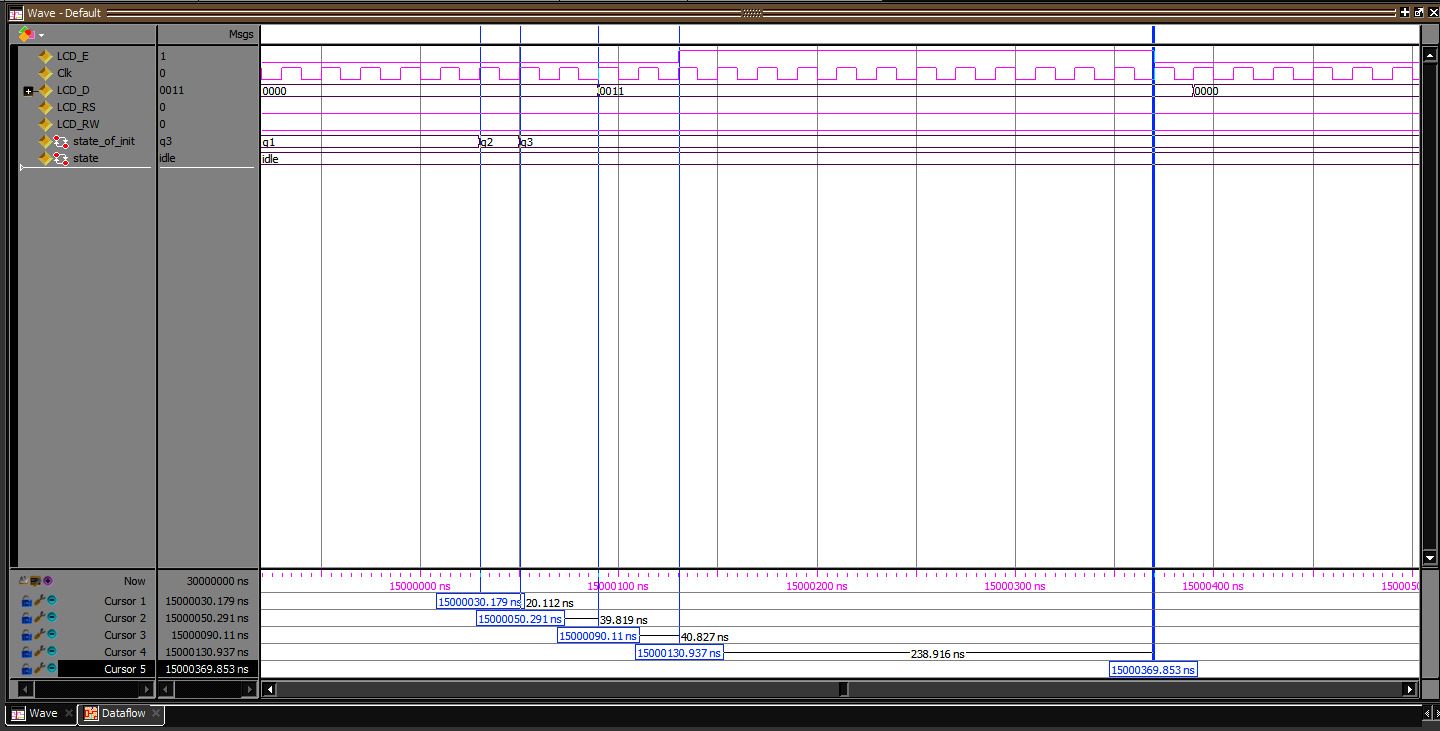 Wave - Default
Msgs
LCD_E 1
Clk 0
LCD_D 0011 0000 0011 0000
LCD_RS 0
LCD_RW 0
state_of_init q3 q1 q2 q3
state idle idle
Now 30000000 ns 15000000 ns 15000100 ns 15000200 ns 15000300 ns 15000400 ns 1500050
Cursor 1 15000030.179 ns 15000030.179 ns 20.112 ns
Cursor 2 15000050.291 ns 15000050.291 ns 39.819 ns
Cursor 3 15000090.11 ns 15000090.11 ns 40.827 ns
Cursor 4 15000130.937 ns 15000130.937 ns 238.916 ns
Cursor 5 15000369.853 ns 15000369.853 ns
Wave Dataflow